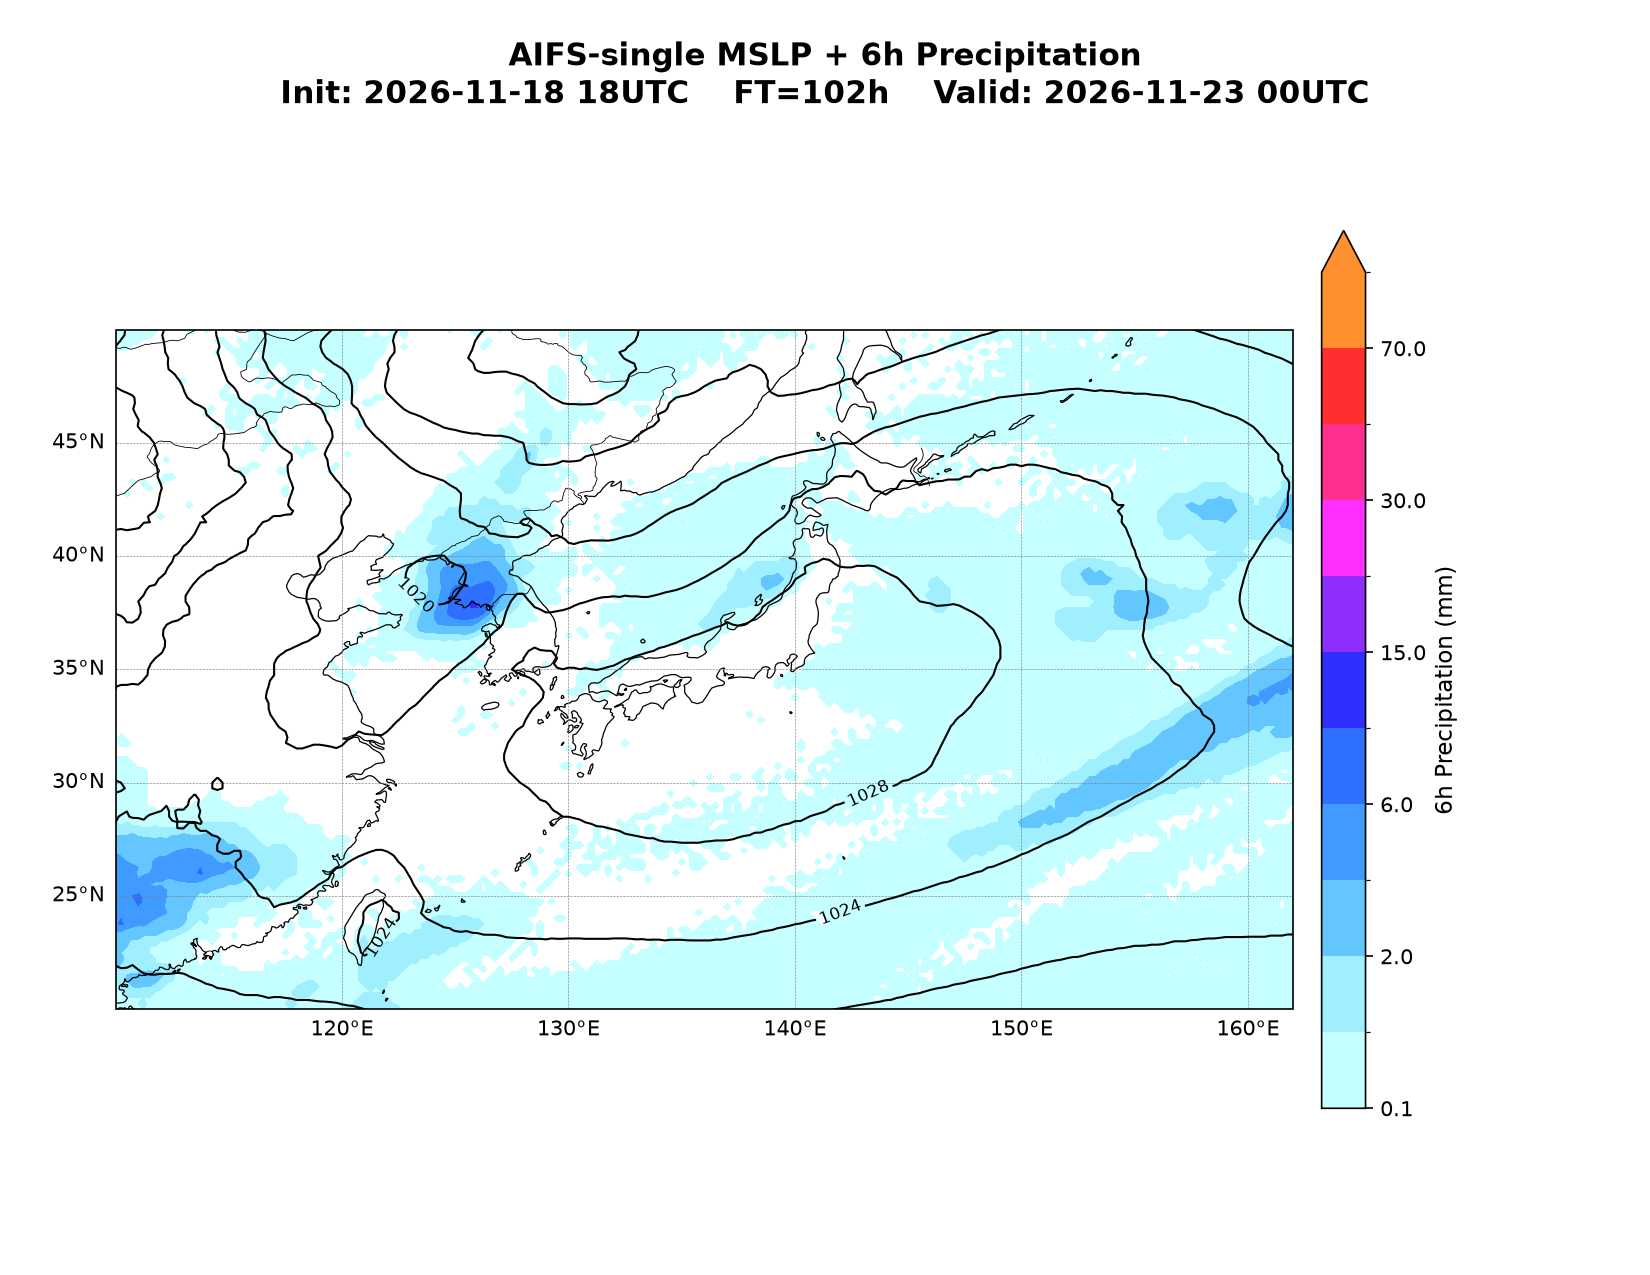 AIFS-single MSLP + 6h Precipitation
Init: 2026-11-18 18UTC    FT=102h    Valid: 2026-11-23 00UTC
45°N
40°N
35°N
30°N
25°N
120°E
130°E
140°E
150°E
160°E
1020
1028
1024
1024
70.0
30.0
15.0
6.0
2.0
0.1
6h Precipitation (mm)